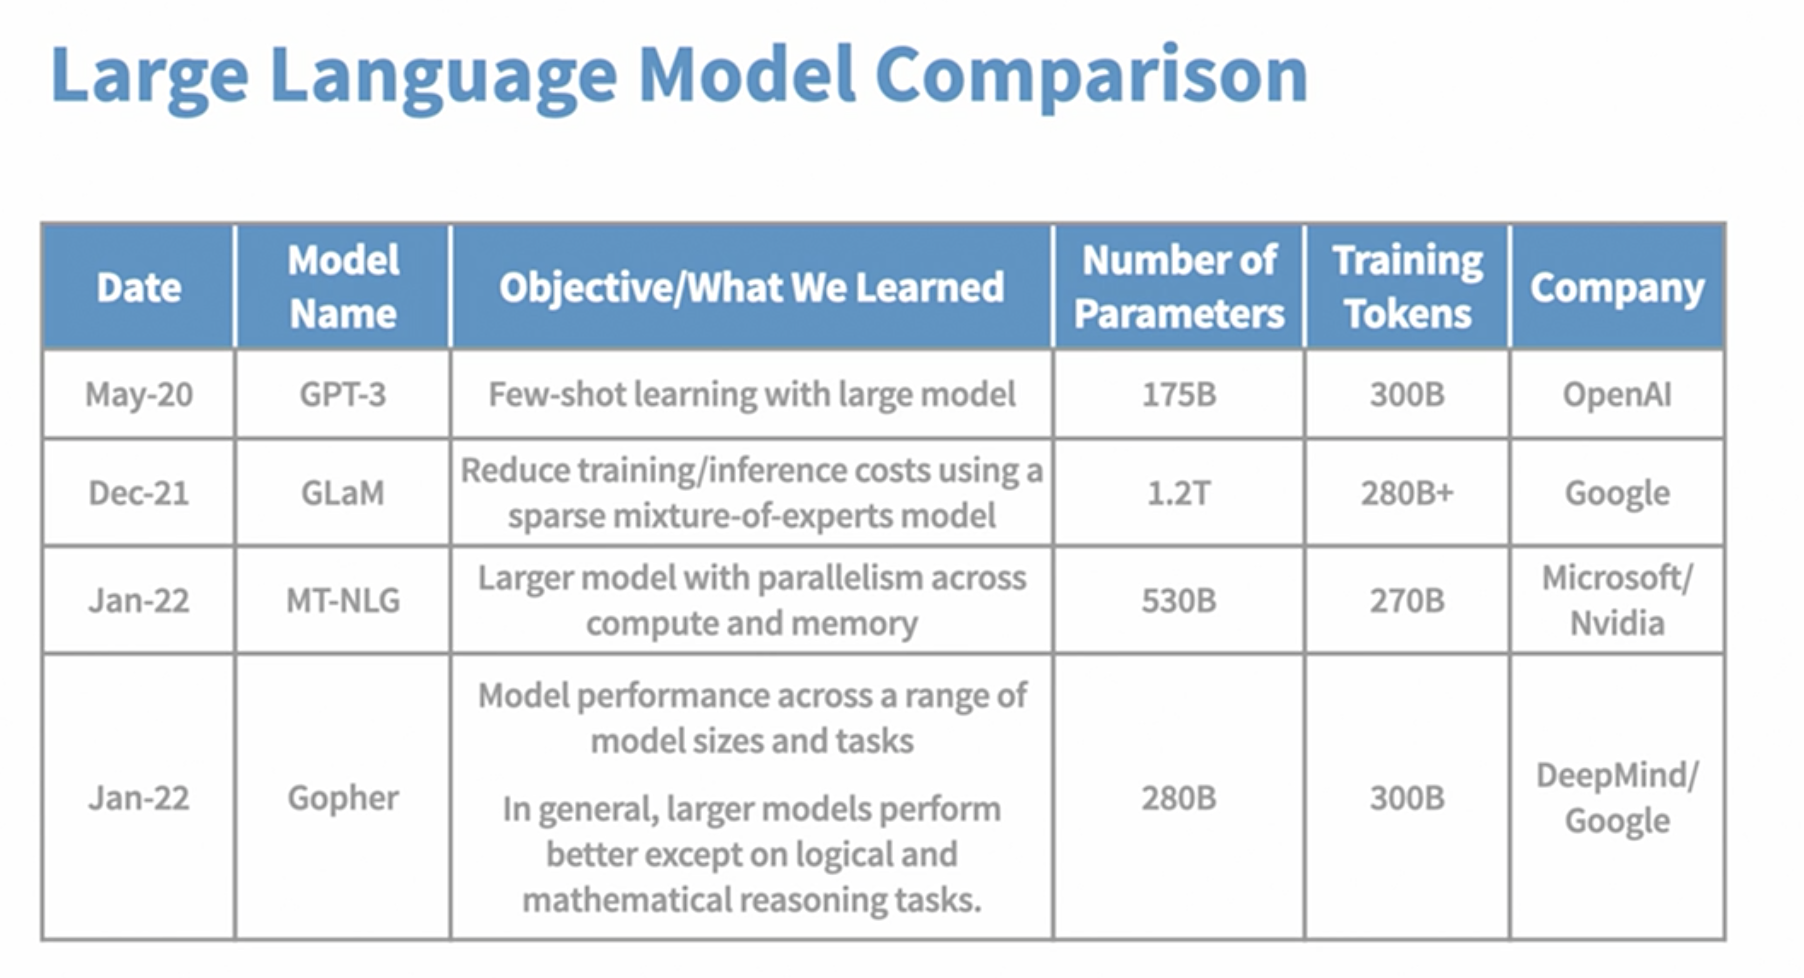 Large Language Model Comparison
Date
Model
Name
Objective/What We Learned
Number of
Parameters
Training
Tokens
Company
May-20
GPT-3
Few-shot learning with large model
175B
300B
OpenAI
Dec-21
GLaM
Reduce training/inference costs using a
sparse mixture-of-experts model
1.2T
280B+
Google
Jan-22
MT-NLG
Larger model with parallelism across
compute and memory
530B
270B
Microsoft/
Nvidia
Jan-22
Gopher
Model performance across a range of
model sizes and tasks
In general, larger models perform
better except on logical and
mathematical reasoning tasks.
280B
300B
DeepMind/
Google